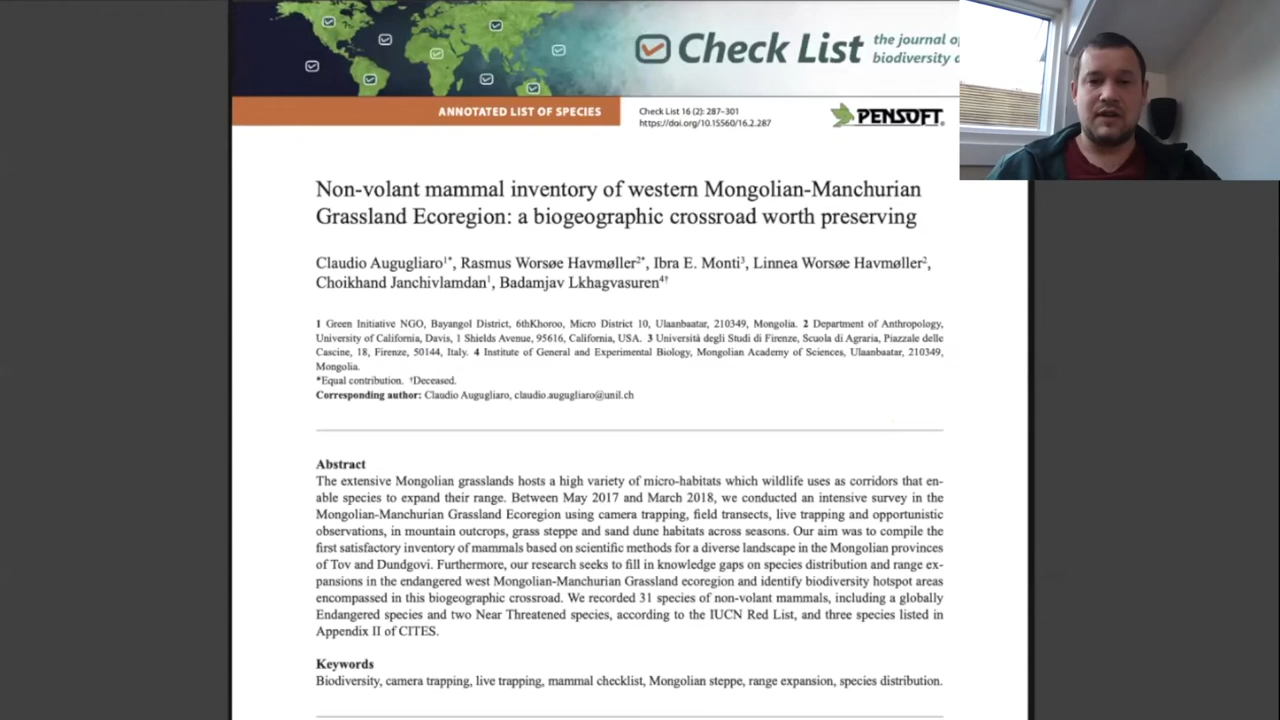 Check List
the journal of
biodiversity
ANNOTATED LIST OF SPECIES
Check List 16 (2): 287–301
https://doi.org/10.15560/16.2.287
PENSOFT®
Non-volant mammal inventory of western Mongolian-Manchurian
Grassland Ecoregion: a biogeographic crossroad worth preserving
Claudio Augugliaro¹*, Rasmus Worsøe Havmøller²*, Ibra E. Monti³, Linnea Worsøe Havmøller²,
Choikhand Janchivlamdan¹, Badamjav Lkhagvasuren⁴†
1 Green Initiative NGO, Bayangol District, 6thKhoroo, Micro District 10, Ulaanbaatar, 210349, Mongolia. 2 Department of Anthropology,
University of California, Davis, 1 Shields Avenue, 95616, California, USA. 3 Università degli Studi di Firenze, Scuola di Agraria, Piazzale delle
Cascine, 18, Firenze, 50144, Italy. 4 Institute of General and Experimental Biology, Mongolian Academy of Sciences, Ulaanbaatar, 210349,
Mongolia.
*Equal contribution. †Deceased.
Corresponding author: Claudio Augugliaro, claudio.augugliaro@unil.ch
Abstract
The extensive Mongolian grasslands hosts a high variety of micro-habitats which wildlife uses as corridors that en-
able species to expand their range. Between May 2017 and March 2018, we conducted an intensive survey in the
Mongolian-Manchurian Grassland Ecoregion using camera trapping, field transects, live trapping and opportunistic
observations, in mountain outcrops, grass steppe and sand dune habitats across seasons. Our aim was to compile the
first satisfactory inventory of mammals based on scientific methods for a diverse landscape in the Mongolian provinces
of Tov and Dundgovi. Furthermore, our research seeks to fill in knowledge gaps on species distribution and range ex-
pansions in the endangered west Mongolian-Manchurian Grassland ecoregion and identify biodiversity hotspot areas
encompassed in this biogeographic crossroad. We recorded 31 species of non-volant mammals, including a globally
Endangered species and two Near Threatened species, according to the IUCN Red List, and three species listed in
Appendix II of CITES.
Keywords
Biodiversity, camera trapping, live trapping, mammal checklist, Mongolian steppe, range expansion, species distribution.